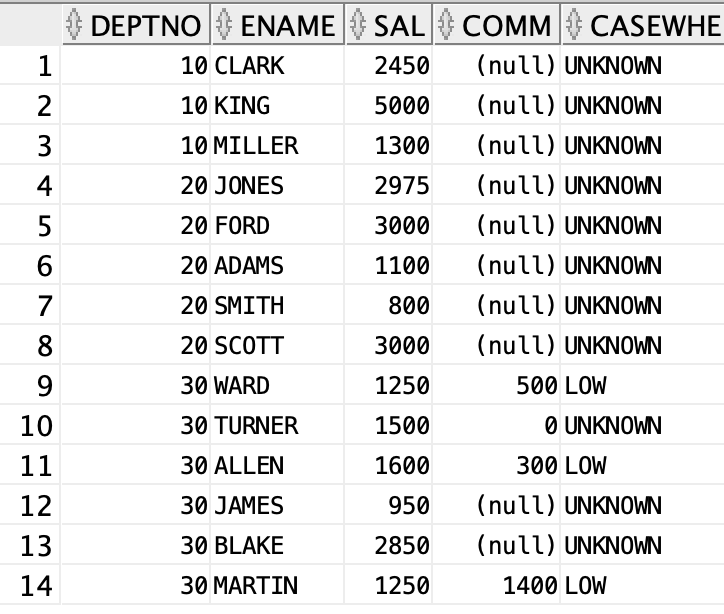 DEPTNO ENAME SAL COMM CASEWHE
1 10 CLARK 2450 (null) UNKNOWN
2 10 KING 5000 (null) UNKNOWN
3 10 MILLER 1300 (null) UNKNOWN
4 20 JONES 2975 (null) UNKNOWN
5 20 FORD 3000 (null) UNKNOWN
6 20 ADAMS 1100 (null) UNKNOWN
7 20 SMITH 800 (null) UNKNOWN
8 20 SCOTT 3000 (null) UNKNOWN
9 30 WARD 1250 500 LOW
10 30 TURNER 1500 0 UNKNOWN
11 30 ALLEN 1600 300 LOW
12 30 JAMES 950 (null) UNKNOWN
13 30 BLAKE 2850 (null) UNKNOWN
14 30 MARTIN 1250 1400 LOW